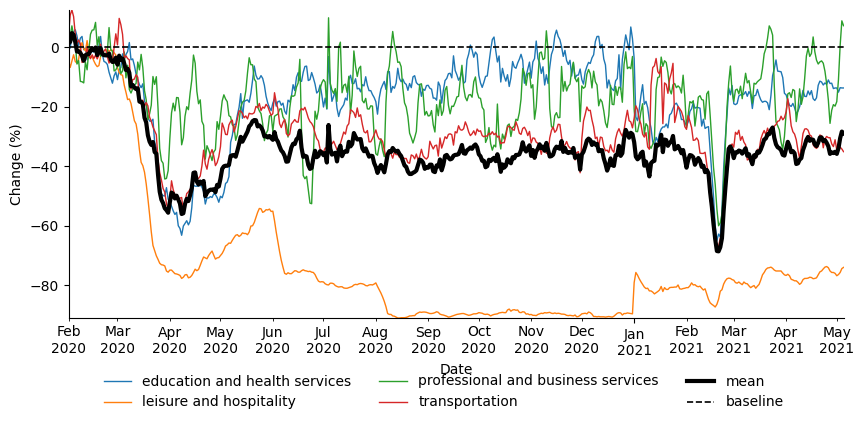 0
−20
−40
−60
−80
Change (%)
Feb Mar Apr May Jun Jul Aug Sep Oct Nov Dec Jan Feb Mar Apr May
2020 2020 2020 2020 2020 2020 2020 2020 2020 2020 2020 2021 2021 2021 2021 2021
Date
education and health services professional and business services mean
leisure and hospitality transportation baseline